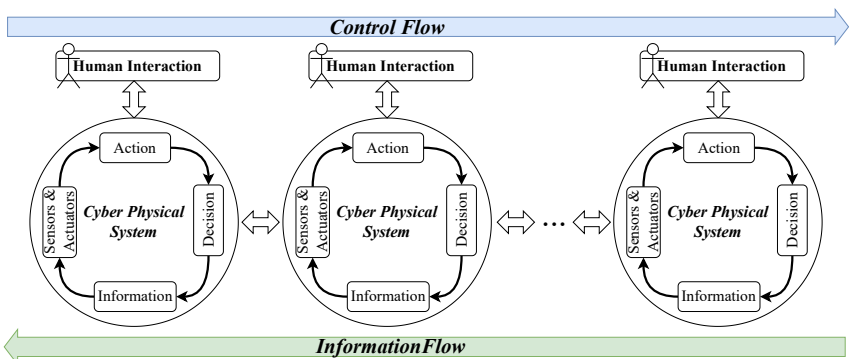 Control Flow
Human Interaction
Human Interaction
Human Interaction
Action
Sensors &
Actuators
Cyber Physical
System
Decision
Information
Action
Sensors &
Actuators
Cyber Physical
System
Decision
Information
...
Action
Sensors &
Actuators
Cyber Physical
System
Decision
Information
InformationFlow